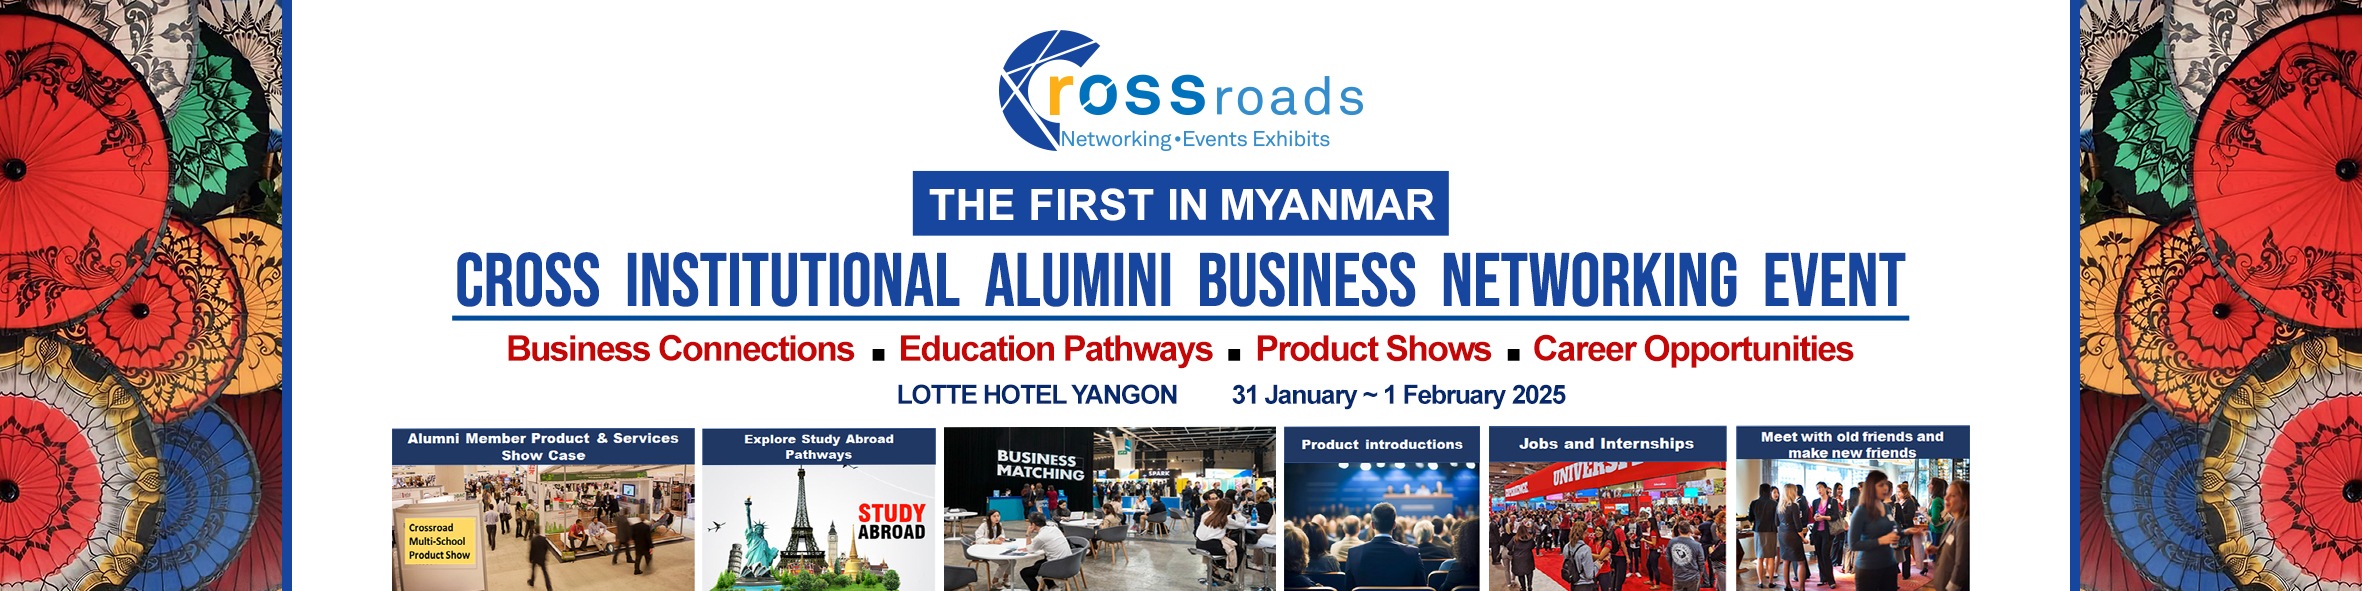 Crossroads
Networking•Events Exhibits
THE FIRST IN MYANMAR
CROSS INSTITUTIONAL ALUMINI BUSINESS NETWORKING EVENT
Business Connections ■ Education Pathways ■ Product Shows ■ Career Opportunities
LOTTE HOTEL YANGON 31 January ~ 1 February 2025
Alumni Member Product & Services
Show Case
Crossroad
Multi-School
Product Show
Explore Study Abroad
Pathways
STUDY
ABROAD
BUSINESS
MATCHING
SPARK
Product introductions
Jobs and Internships
Meet with old friends and
make new friends